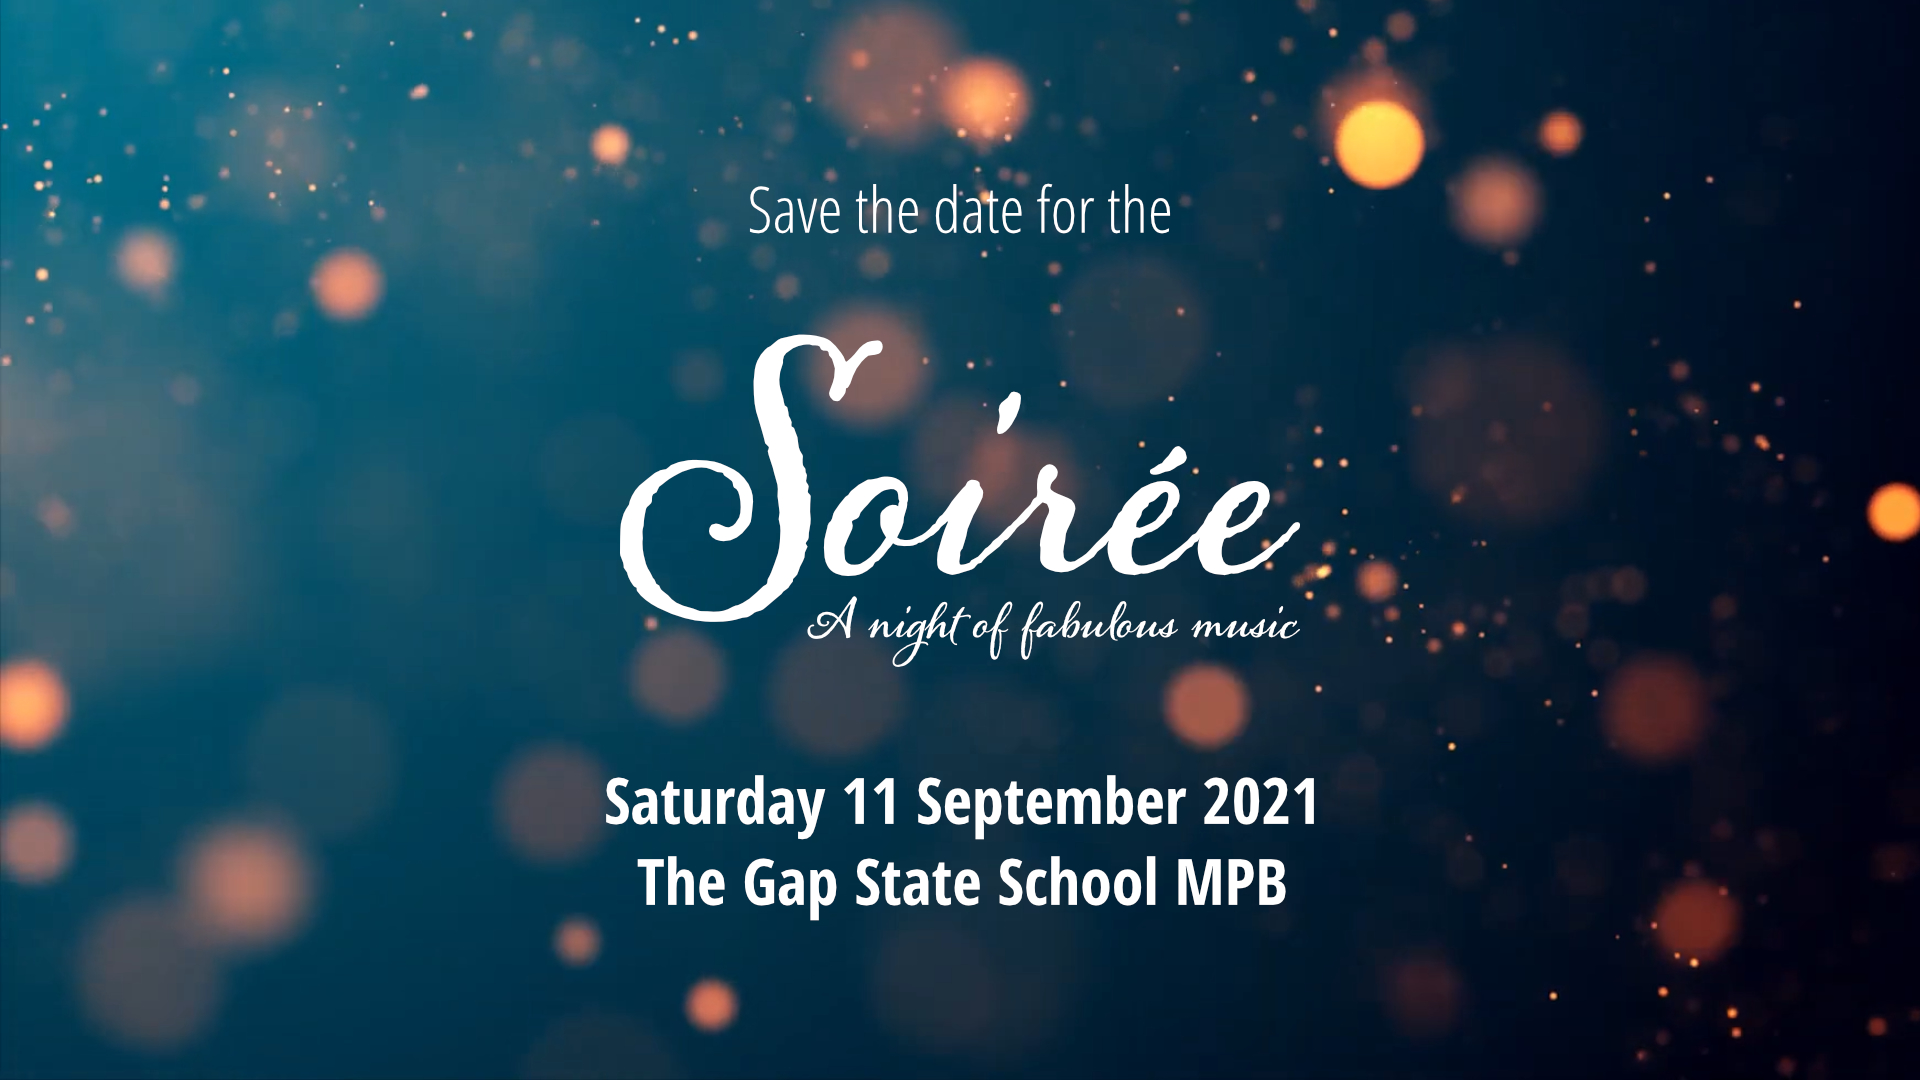 Save the date for the
Soirée
A night of fabulous music
Saturday 11 September 2021
The Gap State School MPB